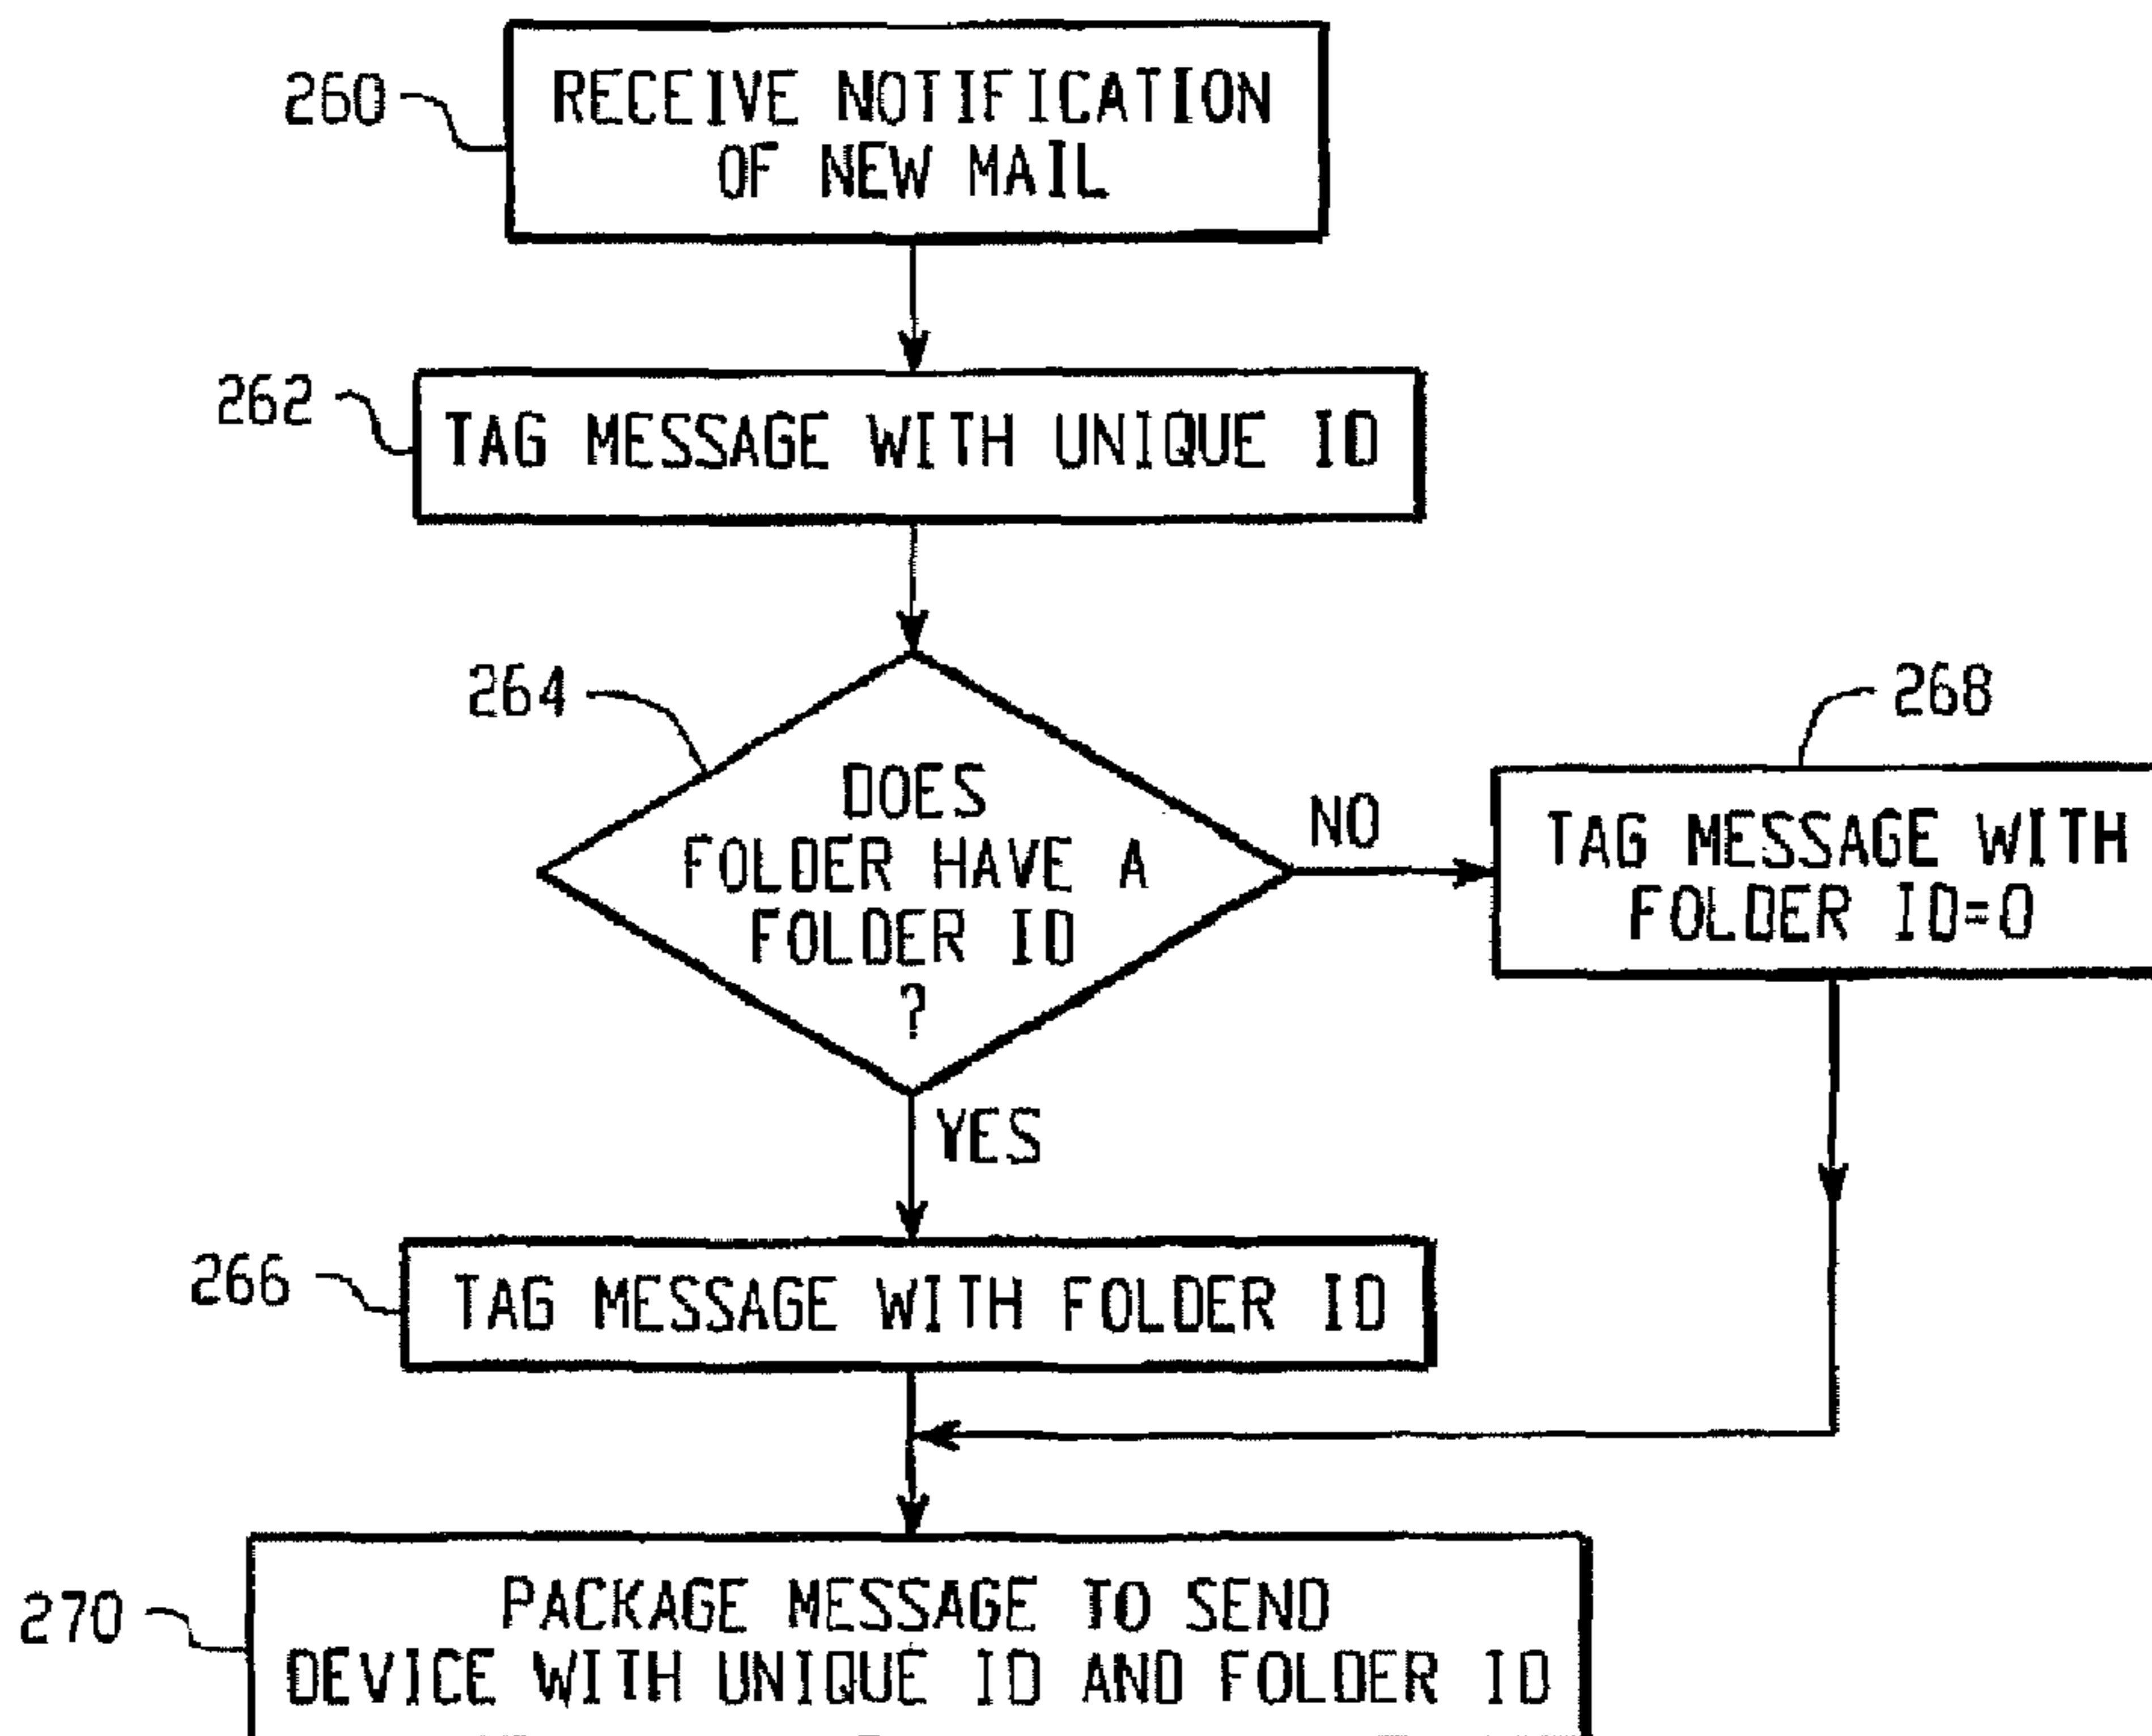 260
RECEIVE NOTIFICATION
OF NEW MAIL
262
TAG MESSAGE WITH UNIQUE ID
264
DOES
FOLDER HAVE A
FOLDER ID
?
NO
268
TAG MESSAGE WITH
FOLDER ID=0
YES
266
TAG MESSAGE WITH FOLDER ID
270
PACKAGE MESSAGE TO SEND
DEVICE WITH UNIQUE ID AND FOLDER ID